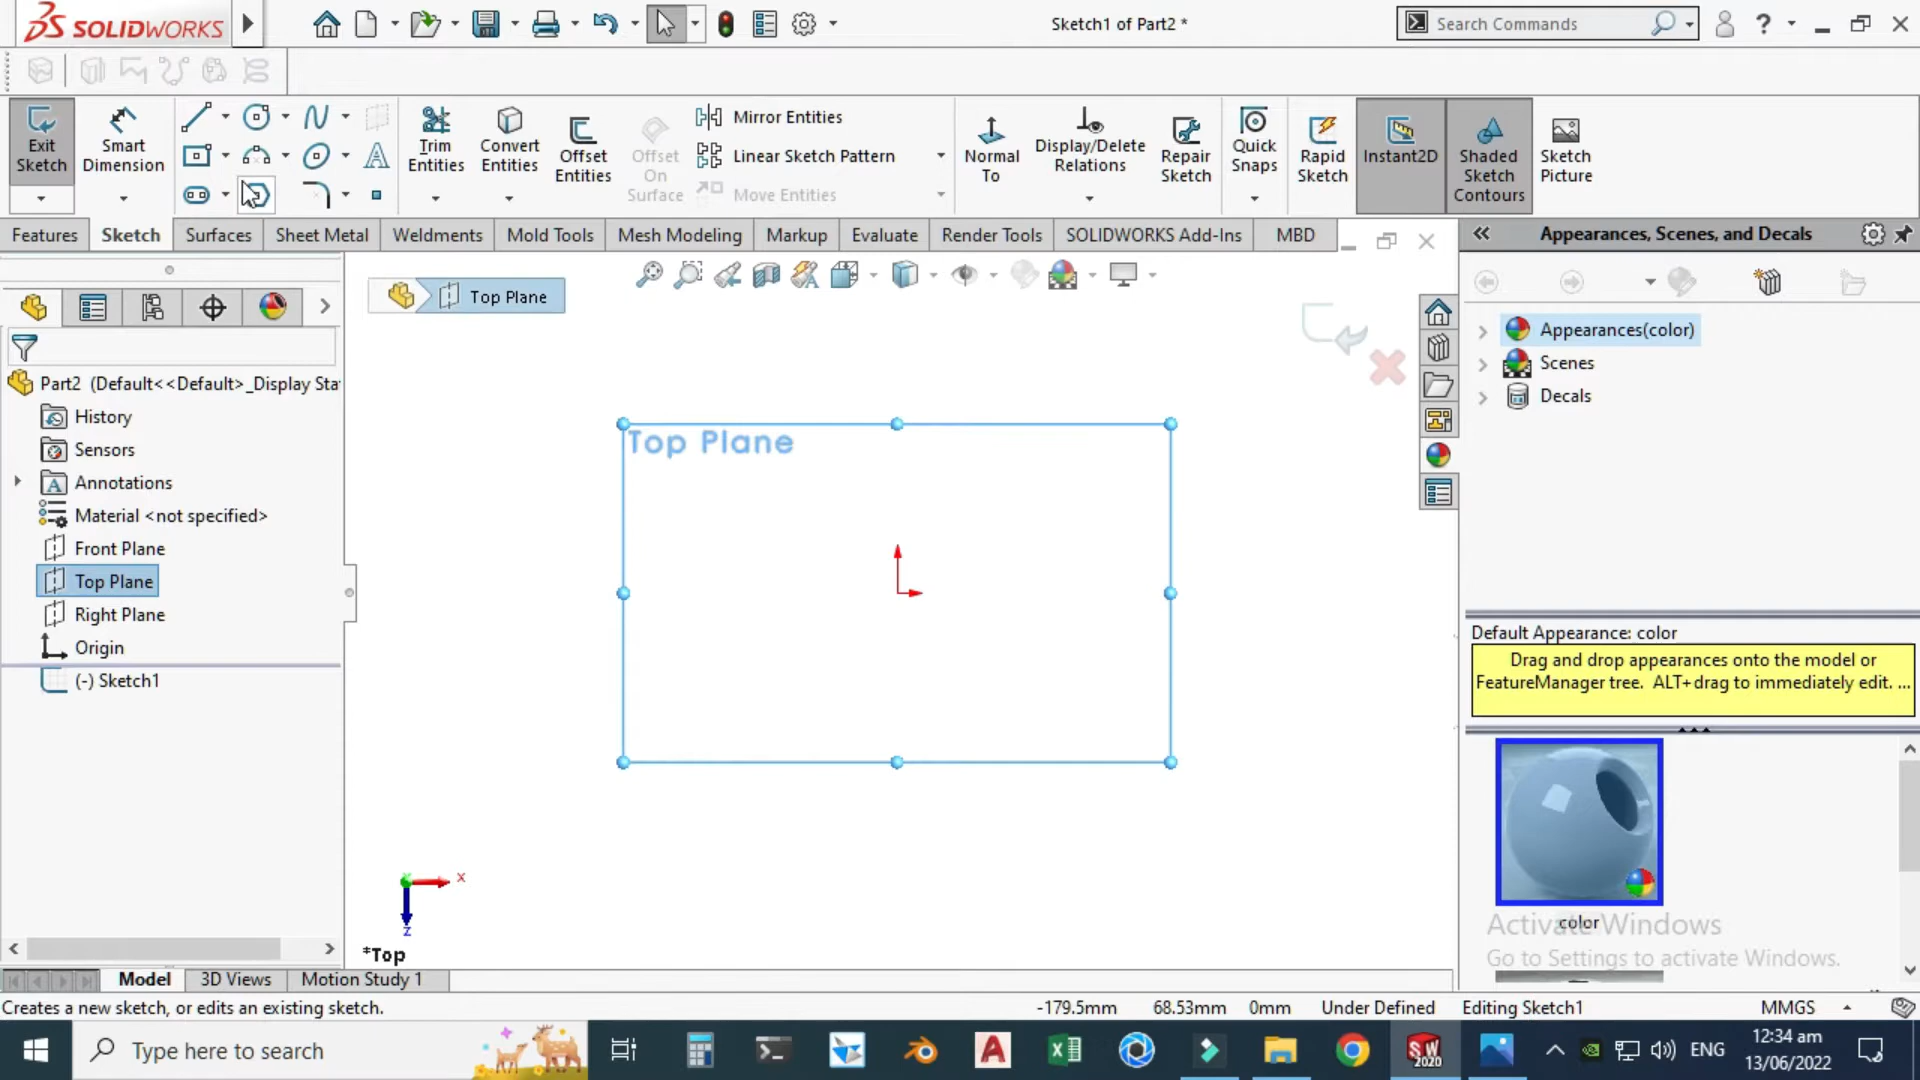 SOLIDWORKS
Sketch1 of Part2 *
Search Commands
Exit
Sketch
Smart
Dimension
Trim
Entities
Convert
Entities
Offset
Entities
Offset
On
Surface
Mirror Entities
Linear Sketch Pattern
Move Entities
Normal
To
Display/Delete
Relations
Repair
Sketch
Quick
Snaps
Rapid
Sketch
Instant2D
Shaded
Sketch
Contours
Sketch
Picture
Features
Sketch
Surfaces
Sheet Metal
Weldments
Mold Tools
Mesh Modeling
Markup
Evaluate
Render Tools
SOLIDWORKS Add-Ins
MBD
Appearances, Scenes, and Decals
Top Plane
Part2 (Default<<Default>_Display Sta
History
Sensors
Annotations
Material <not specified>
Front Plane
Top Plane
Right Plane
Origin
(-) Sketch1
Top Plane
x
z
*Top
Appearances(color)
Scenes
Decals
Default Appearance: color
Drag and drop appearances onto the model or
FeatureManager tree. ALT+drag to immediately edit. ...
color
Activate Windows
Go to Settings to activate Windows.
Model
3D Views
Motion Study 1
Creates a new sketch, or edits an existing sketch.
-179.5mm
68.53mm
0mm
Under Defined
Editing Sketch1
MMGS
Type here to search
SW
2020
ENG
12:34 am
13/06/2022